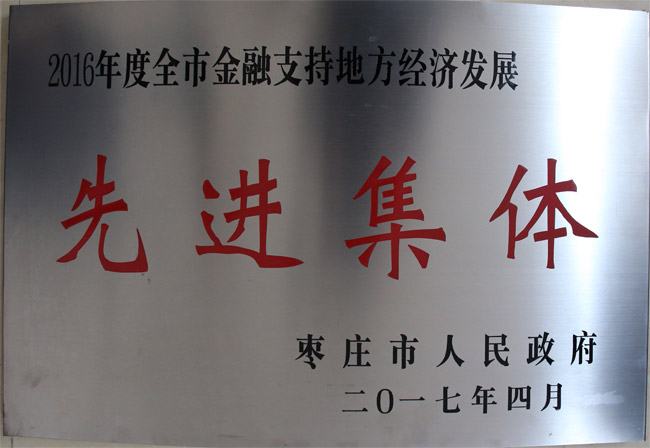 2016年度全市金融支持地方经济发展
先进集体
枣庄市人民政府
二〇一七年四月